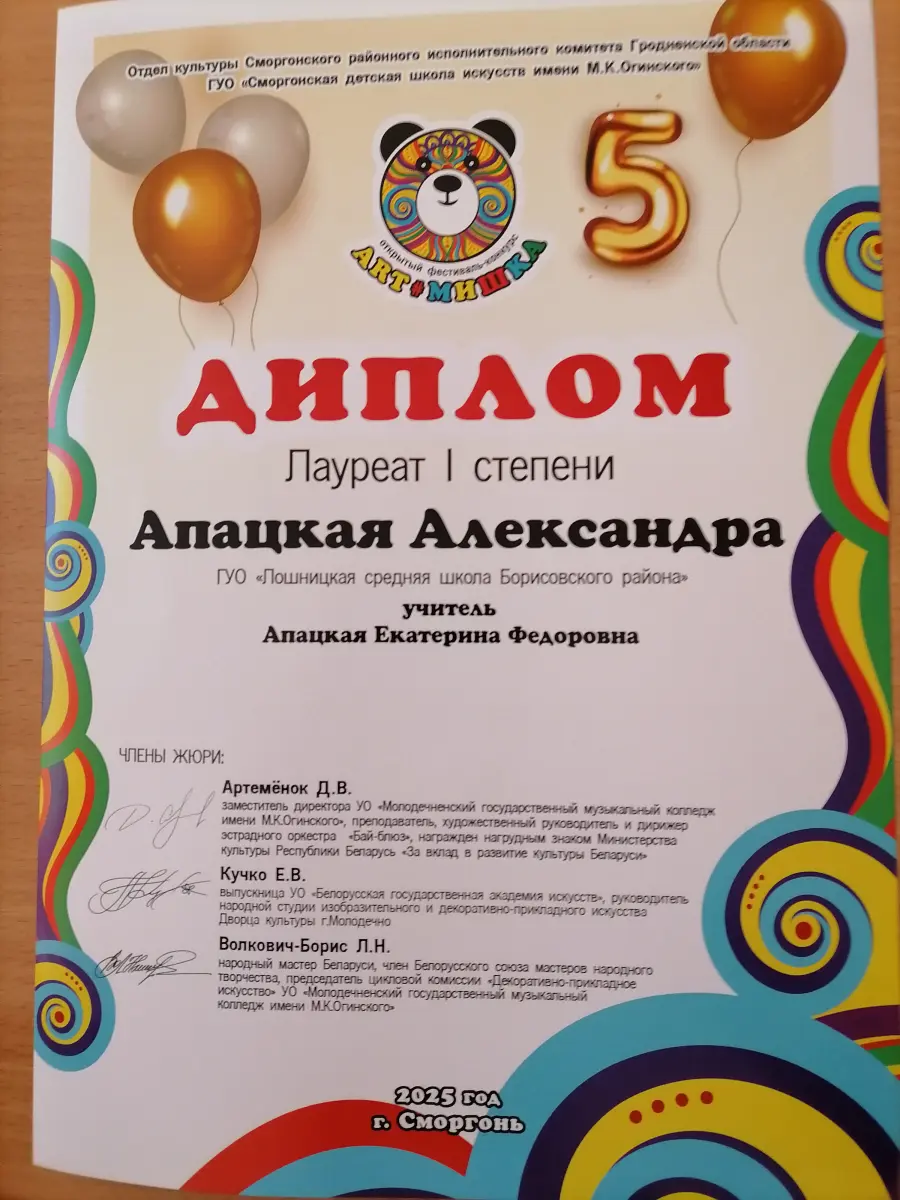 Отдел культуры Сморгонского районного исполнительного комитета Гродненской области
ГУО «Сморгонская детская школа искусств имени М.К.Огинского»
5
открытый фестиваль-конкурс
ART#МИШКА
ДИПЛОМ
Лауреат I степени
Апацкая Александра
ГУО «Лошницкая средняя школа Борисовского района»
учитель
Апацкая Екатерина Федоровна
ЧЛЕНЫ ЖЮРИ:
Артемёнок Д.В.
заместитель директора УО «Молодечненский государственный музыкальный колледж
имени М.К.Огинского», преподаватель, художественный руководитель и дирижер
эстрадного оркестра «Бай-блюз», награжден нагрудным знаком Министерства
культуры Республики Беларусь «За вклад в развитие культуры Беларуси»
Кучко Е.В.
выпускница УО «Белорусская государственная академия искусств», руководитель
народной студии изобразительного и декоративно-прикладного искусства
Дворца культуры г.Молодечно
Волкович-Борис Л.Н.
народный мастер Беларуси, член Белорусского союза мастеров народного
творчества, председатель цикловой комиссии «Декоративно-прикладное
искусство» УО «Молодечненский государственный музыкальный
колледж имени М.К.Огинского»
2025 год
г. Сморгонь